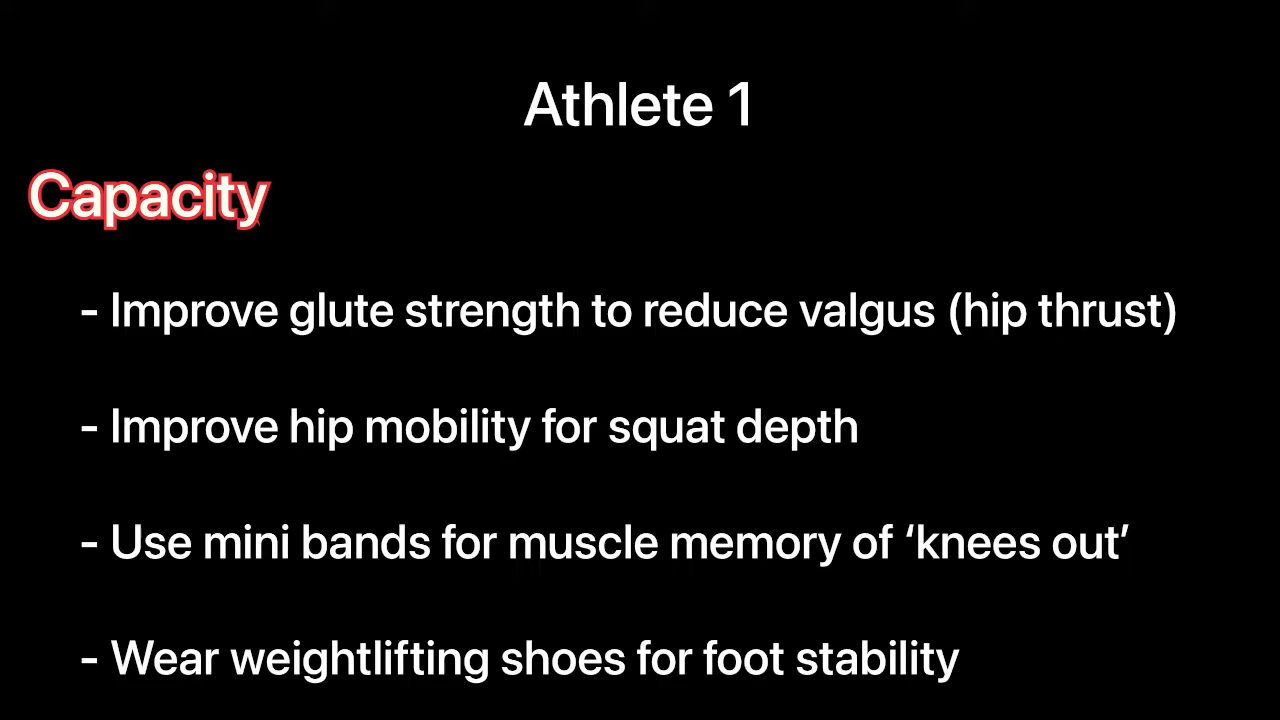 Athlete 1
Capacity
- Improve glute strength to reduce valgus (hip thrust)
- Improve hip mobility for squat depth
- Use mini bands for muscle memory of ‘knees out’
- Wear weightlifting shoes for foot stability